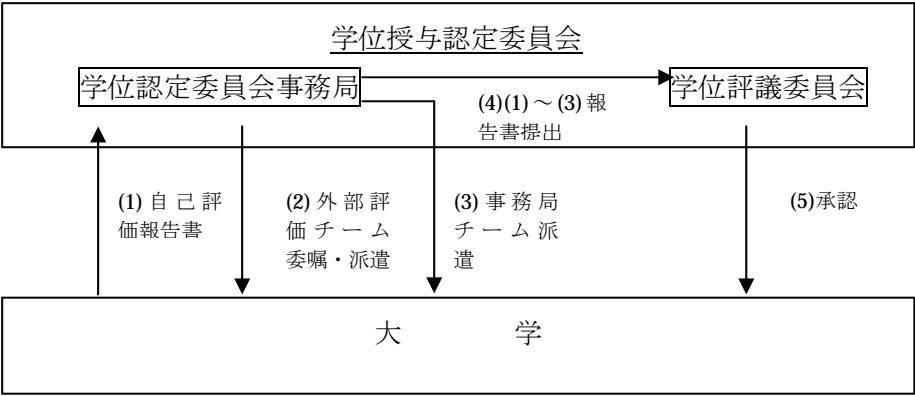 学位授与認定委員会
学位認定委員会事務局
学位評議委員会
(4)(1)～(3)報
告書提出
(1)自己評
価報告書
(2)外部評
価チーム
委嘱・派遣
(3)事務局
チーム派
遣
(5)承認
大　　　学